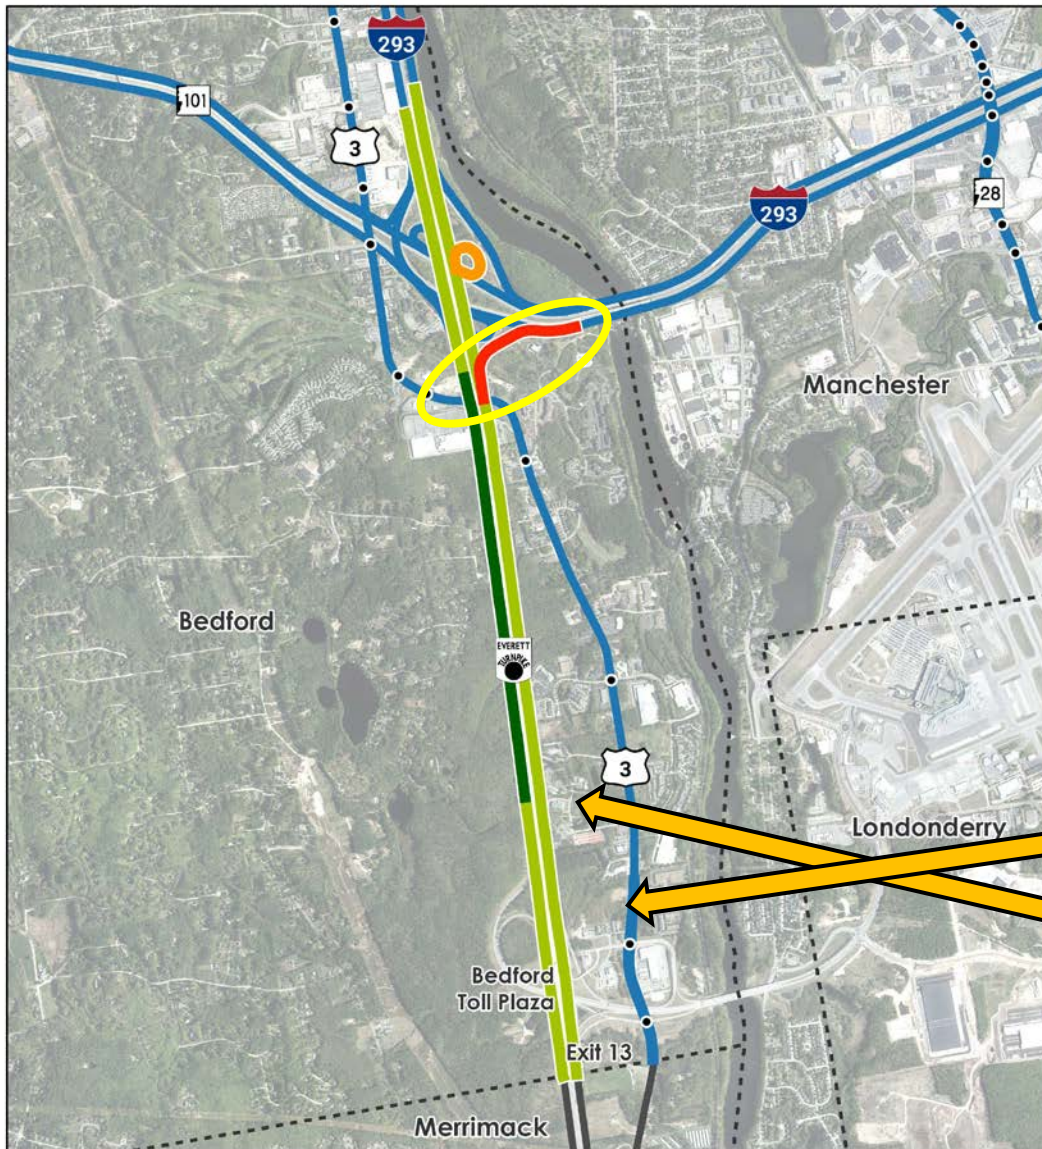 293
101
3
293
28
Manchester
Bedford
EVERETT
TURNPIKE
3
Londonderry
Bedford
Toll Plaza
Exit 13
Merrimack